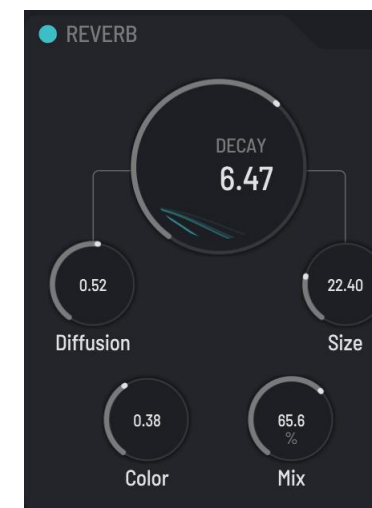 REVERB
DECAY
6.47
0.52
22.40
Diffusion
Size
0.38
65.6
%
Color
Mix